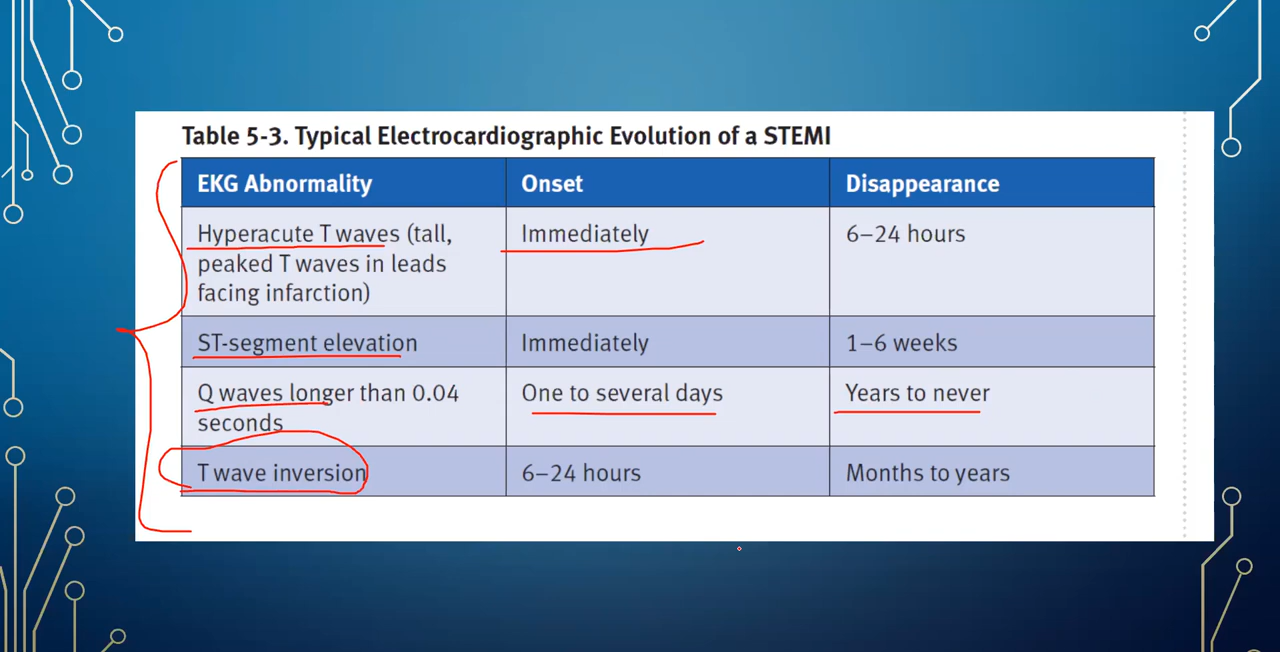 Table 5-3. Typical Electrocardiographic Evolution of a STEMI
EKG Abnormality Onset Disappearance
Hyperacute T waves (tall, Immediately 6–24 hours
peaked T waves in leads
facing infarction)
ST-segment elevation Immediately 1–6 weeks
Q waves longer than 0.04 One to several days Years to never
seconds
T wave inversion 6–24 hours Months to years